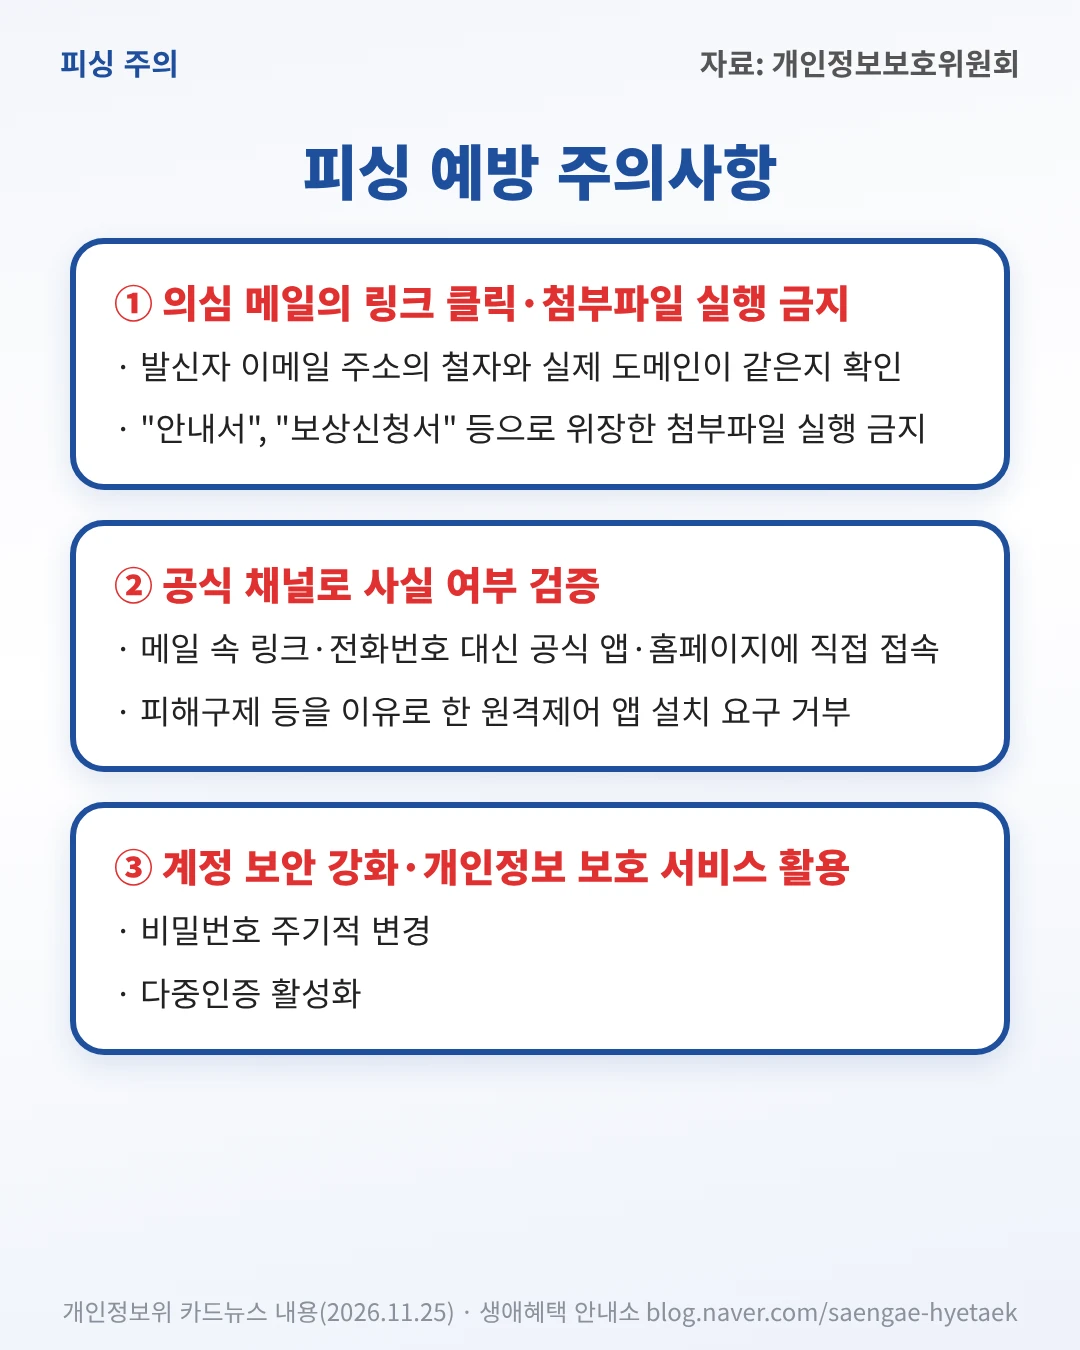 피싱 주의
자료: 개인정보보호위원회
피싱 예방 주의사항
① 의심 메일의 링크 클릭·첨부파일 실행 금지
· 발신자 이메일 주소의 철자와 실제 도메인이 같은지 확인
· "안내서", "보상신청서" 등으로 위장한 첨부파일 실행 금지
② 공식 채널로 사실 여부 검증
· 메일 속 링크·전화번호 대신 공식 앱·홈페이지에 직접 접속
· 피해구제 등을 이유로 한 원격제어 앱 설치 요구 거부
③ 계정 보안 강화·개인정보 보호 서비스 활용
· 비밀번호 주기적 변경
· 다중인증 활성화
개인정보위 카드뉴스 내용(2026.11.25) · 생애혜택 안내소 blog.naver.com/saengae-hyetaek